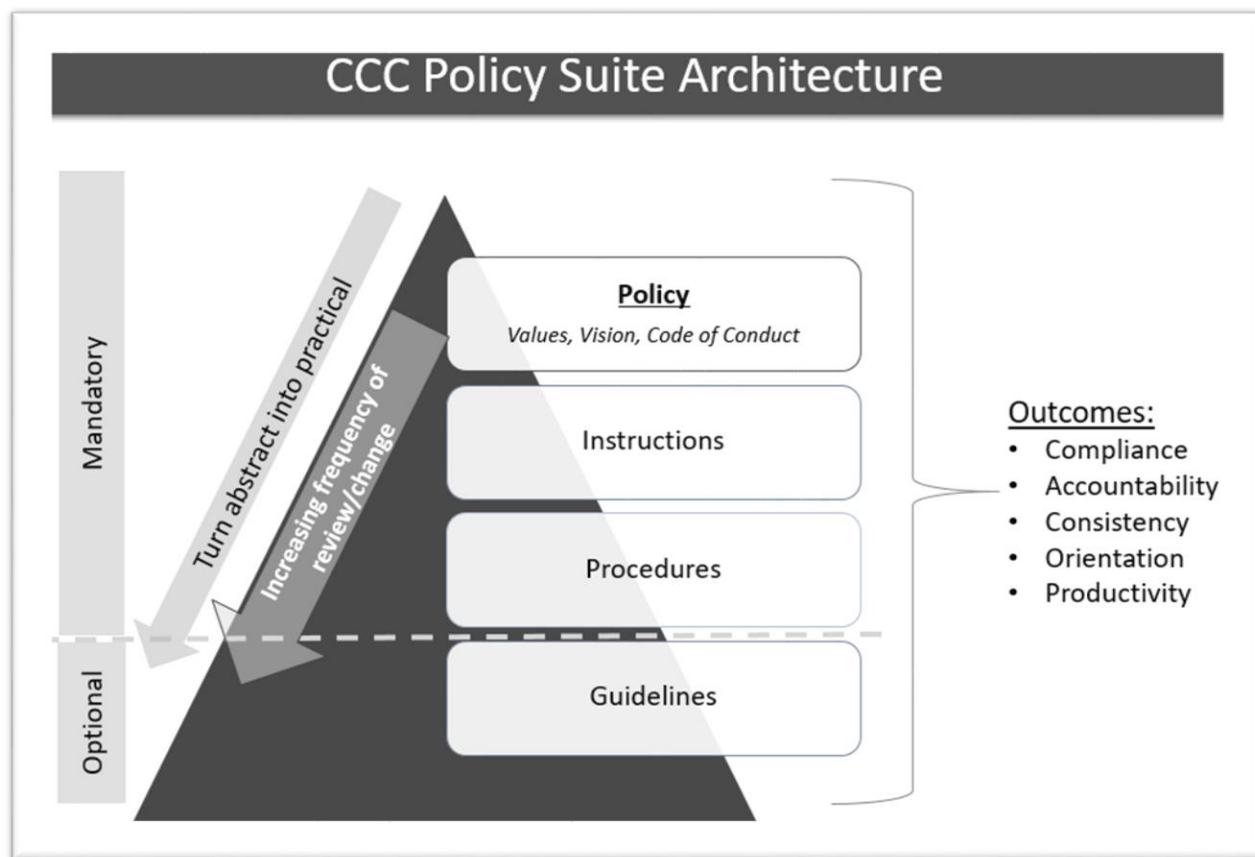 CCC Policy Suite Architecture
Mandatory
Optional
Turn abstract into practical
Increasing frequency of
review/change
Policy
Values, Vision, Code of Conduct
Instructions
Procedures
Guidelines
Outcomes:
• Compliance
• Accountability
• Consistency
• Orientation
• Productivity